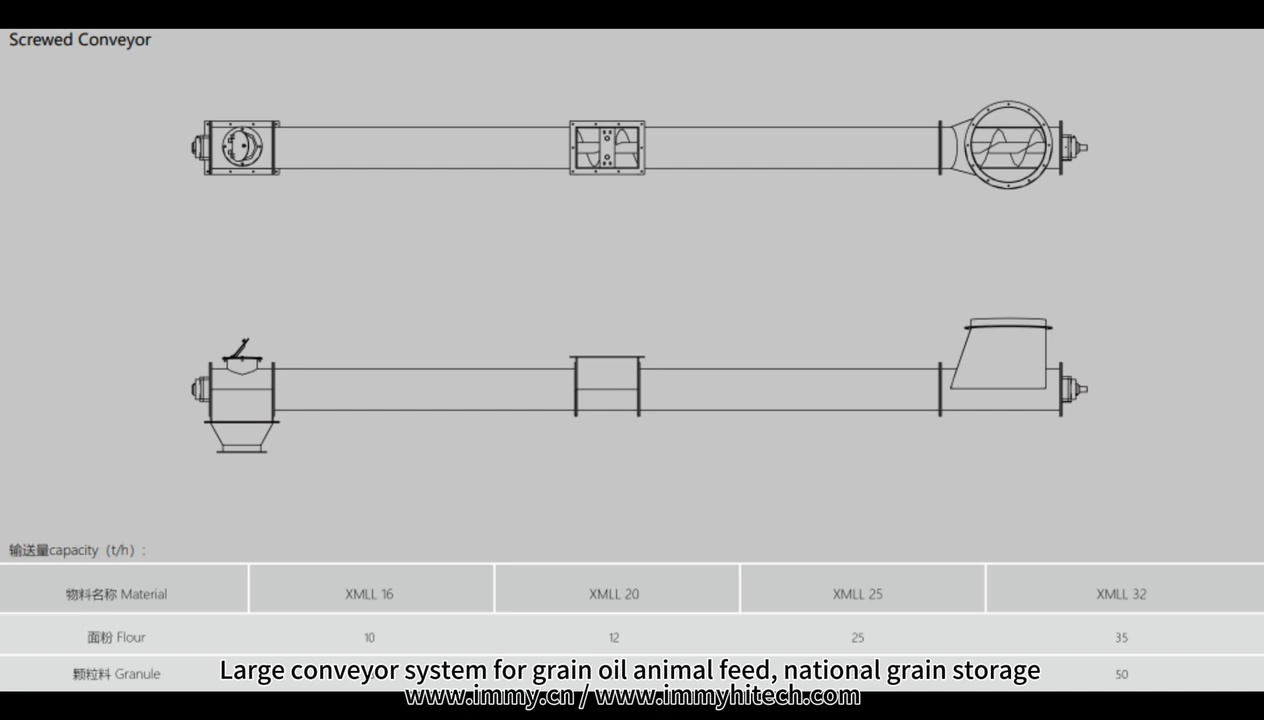 Screwed Conveyor
输送量capacity（t/h）:
物料名称 Material XMLL 16 XMLL 20 XMLL 25 XMLL 32
面粉 Flour 10 12 25 35
颗粒料 Granule 50
Large conveyor system for grain oil animal feed, national grain storage
www.immy.cn / www.immyhitech.com